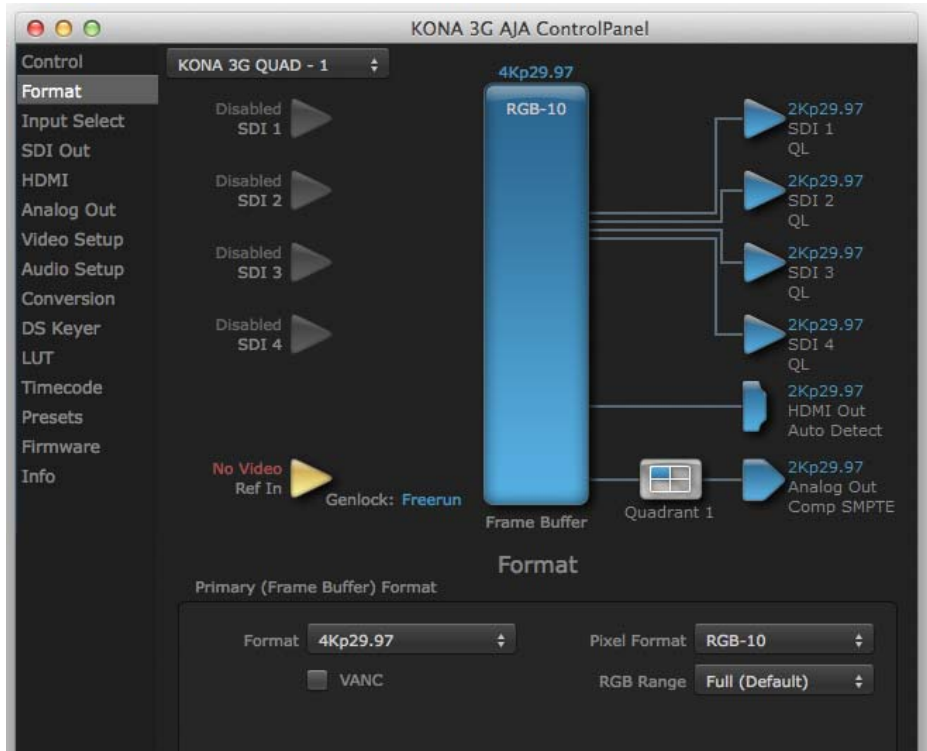 KONA 3G AJA ControlPanel
Control
Format
Input Select
SDI Out
HDMI
Analog Out
Video Setup
Audio Setup
Conversion
DS Keyer
LUT
Timecode
Presets
Firmware
Info
KONA 3G QUAD - 1
Disabled
SDI 1
Disabled
SDI 2
Disabled
SDI 3
Disabled
SDI 4
No Video
Ref In
Genlock: Freerun
4Kp29.97
RGB-10
Frame Buffer
Quadrant 1
2Kp29.97
SDI 1
QL
2Kp29.97
SDI 2
QL
2Kp29.97
SDI 3
QL
2Kp29.97
SDI 4
QL
2Kp29.97
HDMI Out
Auto Detect
2Kp29.97
Analog Out
Comp SMPTE
Format
Primary (Frame Buffer) Format
Format 4Kp29.97
Pixel Format RGB-10
VANC
RGB Range Full (Default)